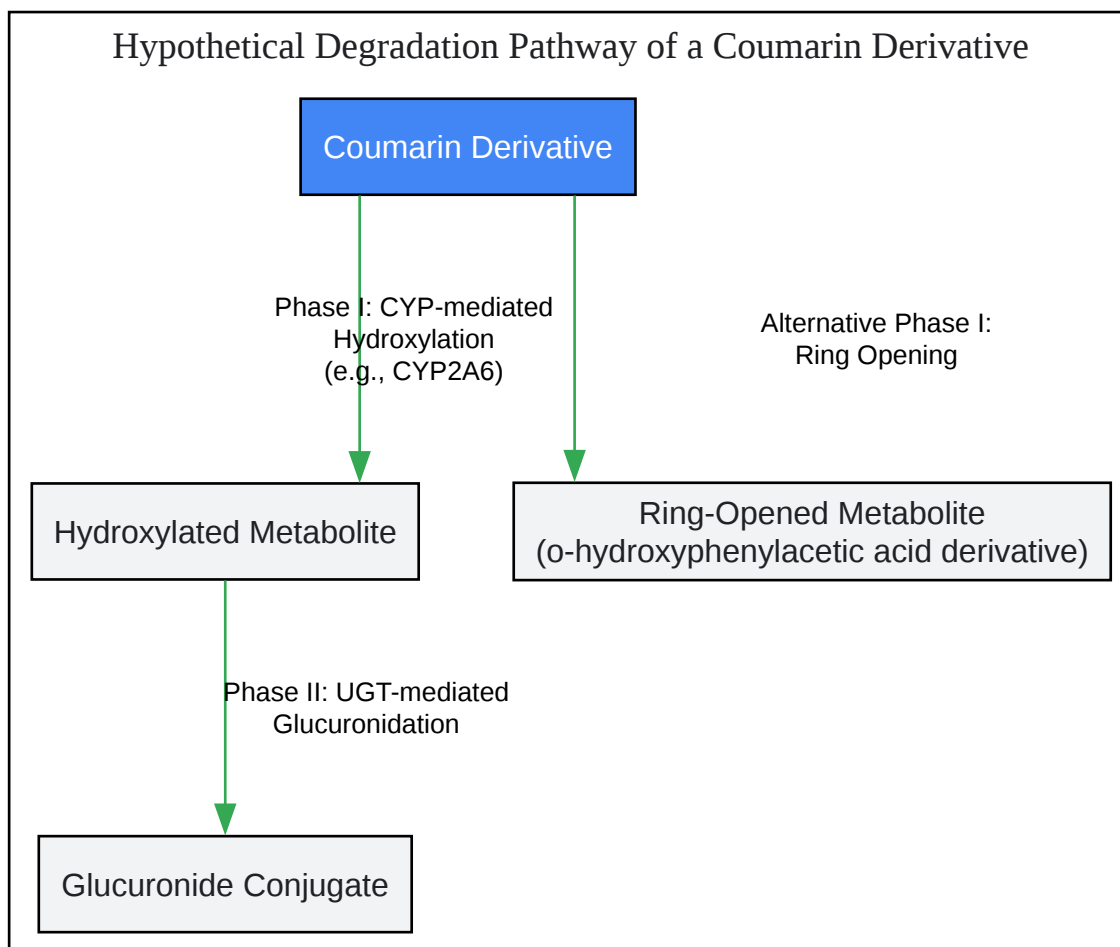 Hypothetical Degradation Pathway of a Coumarin Derivative
Coumarin Derivative
Phase I: CYP-mediated
Hydroxylation
(e.g., CYP2A6)
Alternative Phase I:
Ring Opening
Hydroxylated Metabolite
Ring-Opened Metabolite
(o-hydroxyphenylacetic acid derivative)
Phase II: UGT-mediated
Glucuronidation
Glucuronide Conjugate